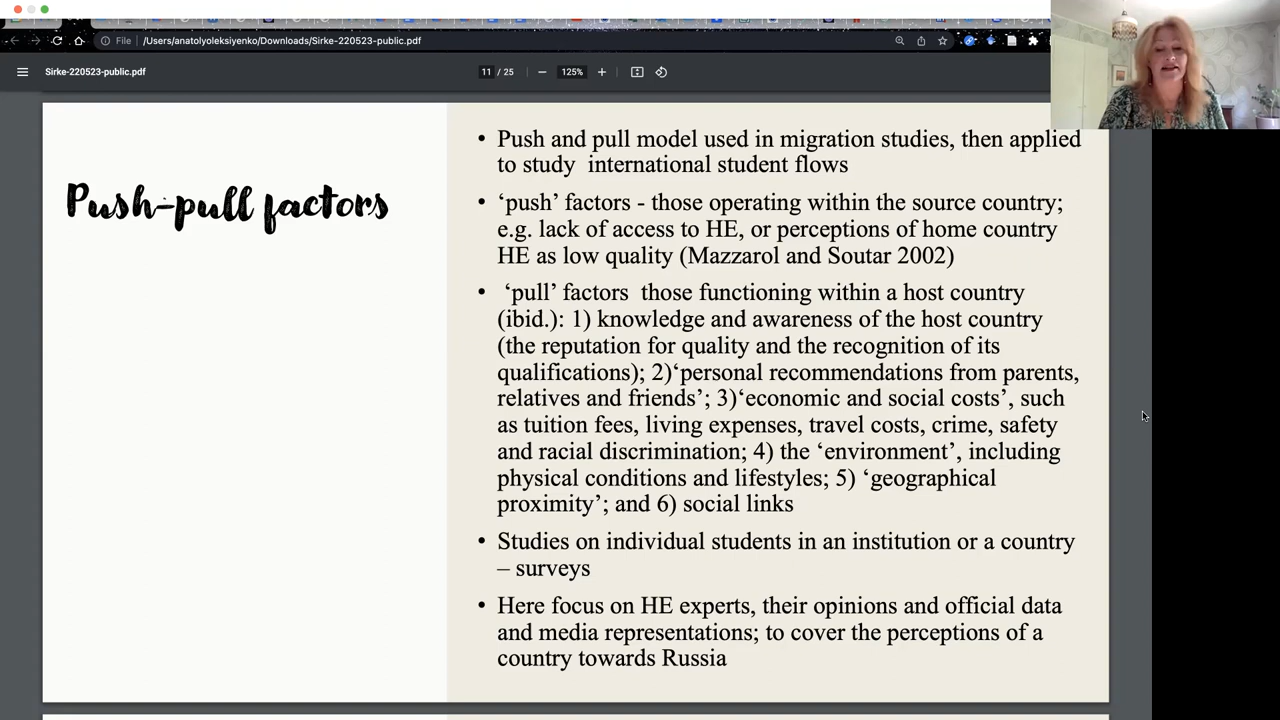 File
/Users/anatolyoleksiyenko/Downloads/Sirke-220523-public.pdf
Sirke-220523-public.pdf
11 / 25
125%
Push-pull factors
• Push and pull model used in migration studies, then applied
to study international student flows
• ‘push’ factors - those operating within the source country;
e.g. lack of access to HE, or perceptions of home country
HE as low quality (Mazzarol and Soutar 2002)
• ‘pull’ factors those functioning within a host country
(ibid.): 1) knowledge and awareness of the host country
(the reputation for quality and the recognition of its
qualifications); 2)‘personal recommendations from parents,
relatives and friends’; 3)‘economic and social costs’, such
as tuition fees, living expenses, travel costs, crime, safety
and racial discrimination; 4) the ‘environment’, including
physical conditions and lifestyles; 5) ‘geographical
proximity’; and 6) social links
• Studies on individual students in an institution or a country
– surveys
• Here focus on HE experts, their opinions and official data
and media representations; to cover the perceptions of a
country towards Russia